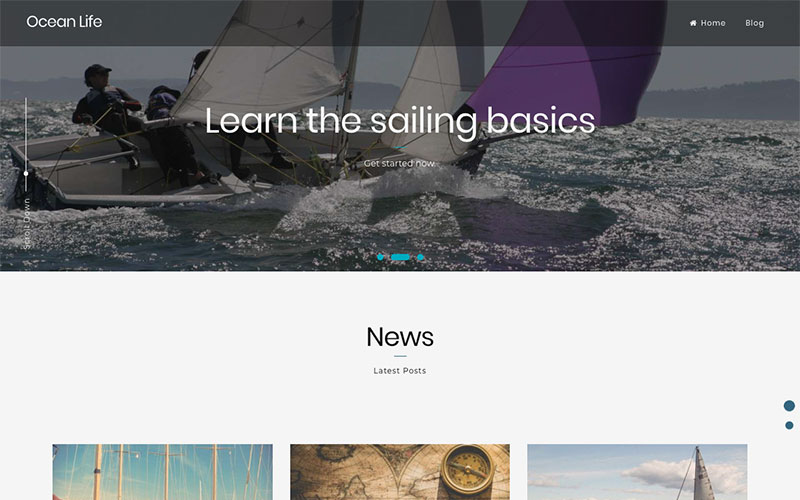 Ocean Life
Home
Blog
Learn the sailing basics
Get started now
Scroll Down
News
Latest Posts